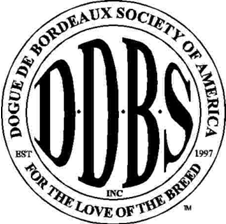 DOGUE DE BORDEAUX SOCIETY OF AMERICA
D·D·B·S
EST
1997
INC
FOR THE LOVE OF THE BREED
TM